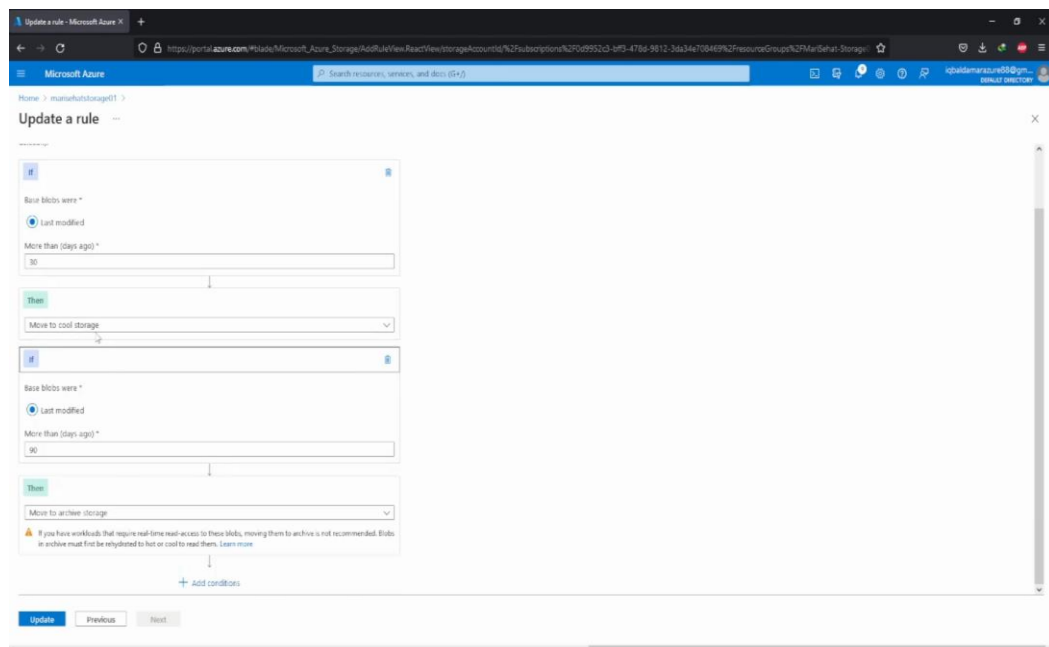 Update a rule - Microsoft Azure ×
+
https://portal.azure.com/#blade/Microsoft_Azure_Storage/AddRuleView.ReactView/storageAccountId/%2Fsubscriptions%2F0d9952c3-bff3-478d-9812-3da34e708469%2FresourceGroups%2FMariSehat-Storage
Microsoft Azure
Search resources, services, and docs (G+/)
iqbaldamarazure88@gm...
DEFAULT DIRECTORY
Home > marisehatstorage01 >
Update a rule ...
If
Base blobs were *
Last modified
More than (days ago) *
30
Then
Move to cool storage
If
Base blobs were *
Last modified
More than (days ago) *
90
Then
Move to archive storage
If you have workloads that require real-time read-access to these blobs, moving them to archive is not recommended. Blobs
in archive must first be rehydrated to hot or cool to read them. Learn more
+ Add conditions
Update Previous Next